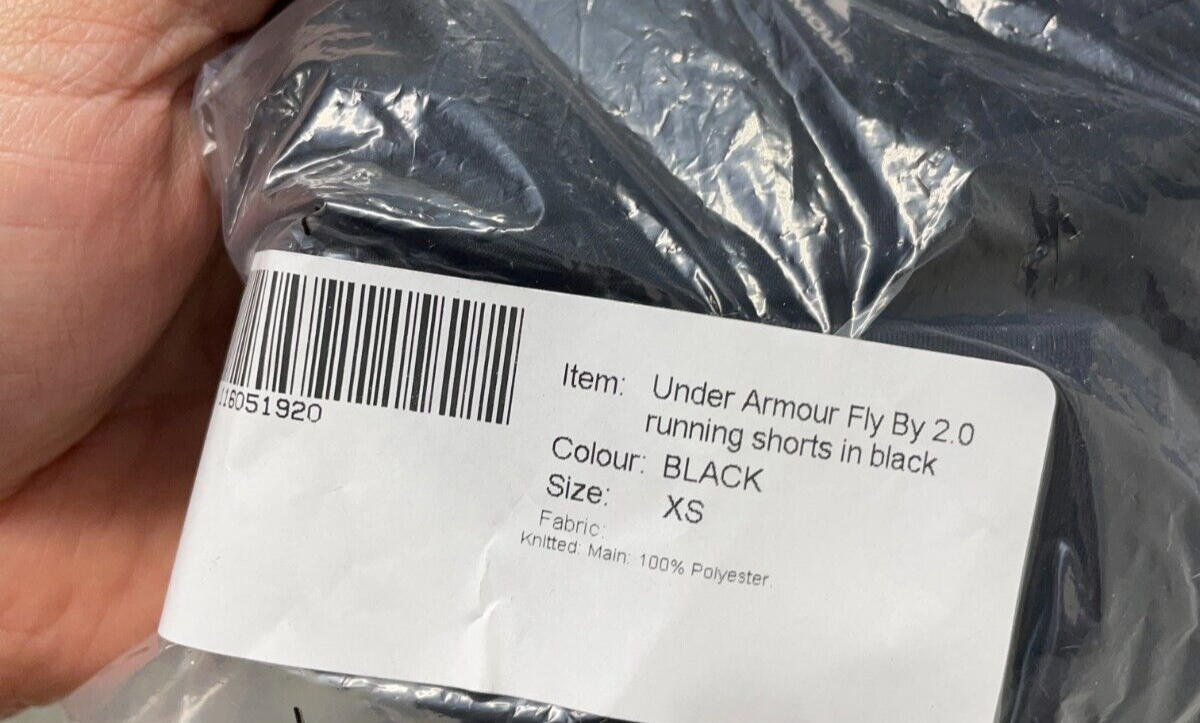 MOUR
116051920
Item: Under Armour Fly By 2.0
running shorts in black
Colour: BLACK
Size: XS
Fabric:
Knitted: Main: 100% Polyester.